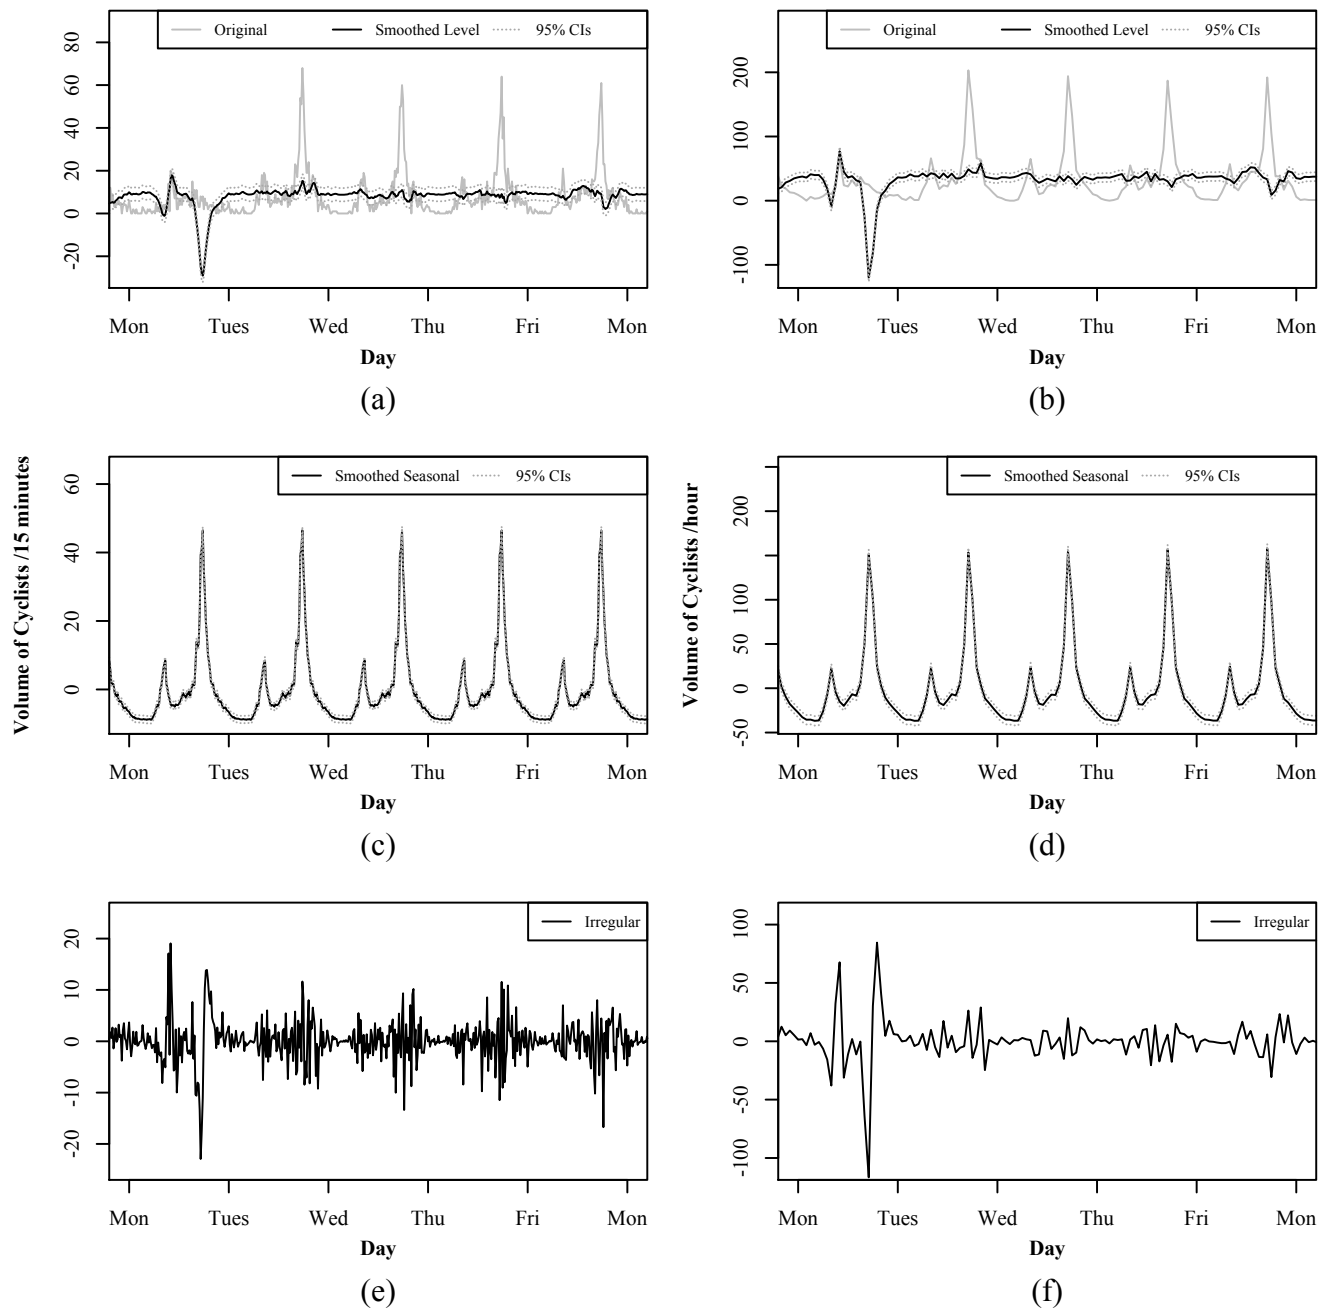 Original Smoothed Level 95% CIs
80
60
40
20
0
-20
Mon Tues Wed Thu Fri Mon
Day
(a)
Original Smoothed Level 95% CIs
200
100
0
-100
Mon Tues Wed Thu Fri Mon
Day
(b)
Volume of Cyclists /15 minutes
Smoothed Seasonal 95% CIs
60
40
20
0
Mon Tues Wed Thu Fri Mon
Day
(c)
Volume of Cyclists /hour
Smoothed Seasonal 95% CIs
200
100
50
0
-50
Mon Tues Wed Thu Fri Mon
Day
(d)
Irregular
20
10
0
-10
-20
Mon Tues Wed Thu Fri Mon
Day
(e)
Irregular
100
50
0
-50
-100
Mon Tues Wed Thu Fri Mon
Day
(f)